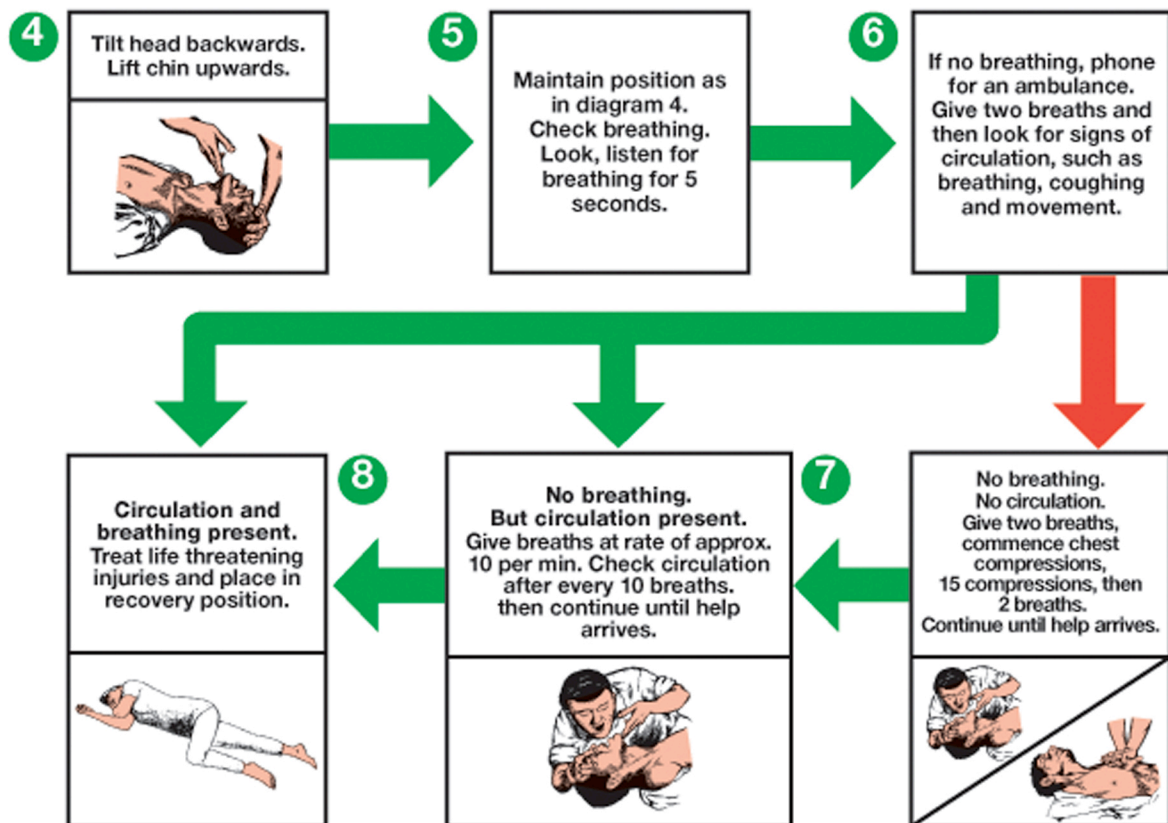 4
Tilt head backwards.
Lift chin upwards.
5
Maintain position as
in diagram 4.
Check breathing.
Look, listen for
breathing for 5
seconds.
6
If no breathing, phone
for an ambulance.
Give two breaths and
then look for signs of
circulation, such as
breathing, coughing
and movement.
Circulation and
breathing present.
Treat life threatening
injuries and place in
recovery position.
8
No breathing.
But circulation present.
Give breaths at rate of approx.
10 per min. Check circulation
after every 10 breaths.
then continue until help
arrives.
7
No breathing.
No circulation.
Give two breaths,
commence chest
compressions,
15 compressions, then
2 breaths.
Continue until help arrives.